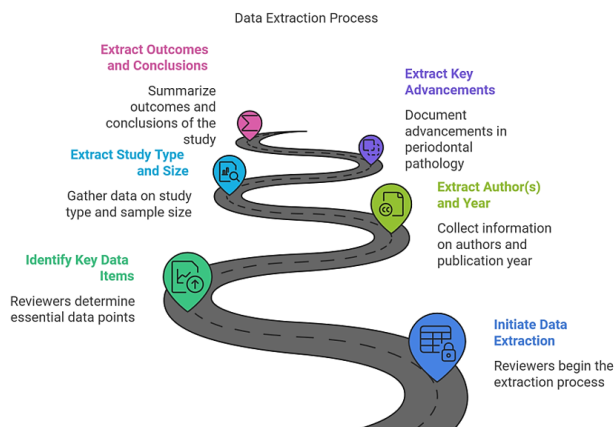 Data Extraction Process
Extract Outcomes
and Conclusions
Summarize
outcomes and
conclusions of the
study
Extract Key
Advancements
Document
advancements in
periodontal
pathology
Extract Study Type
and Size
Gather data on study
type and sample size
Extract Author(s)
and Year
Collect information
on authors and
publication year
Identify Key Data
Items
Reviewers determine
essential data points
Initiate Data
Extraction
Reviewers begin the
extraction process